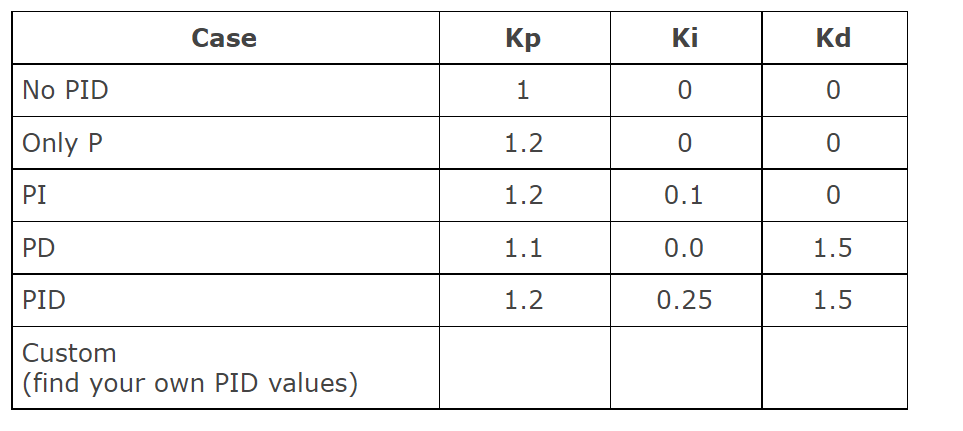 Case Kp Ki Kd
No PID 1 0 0
Only P 1.2 0 0
PI 1.2 0.1 0
PD 1.1 0.0 1.5
PID 1.2 0.25 1.5
Custom
(find your own PID values)